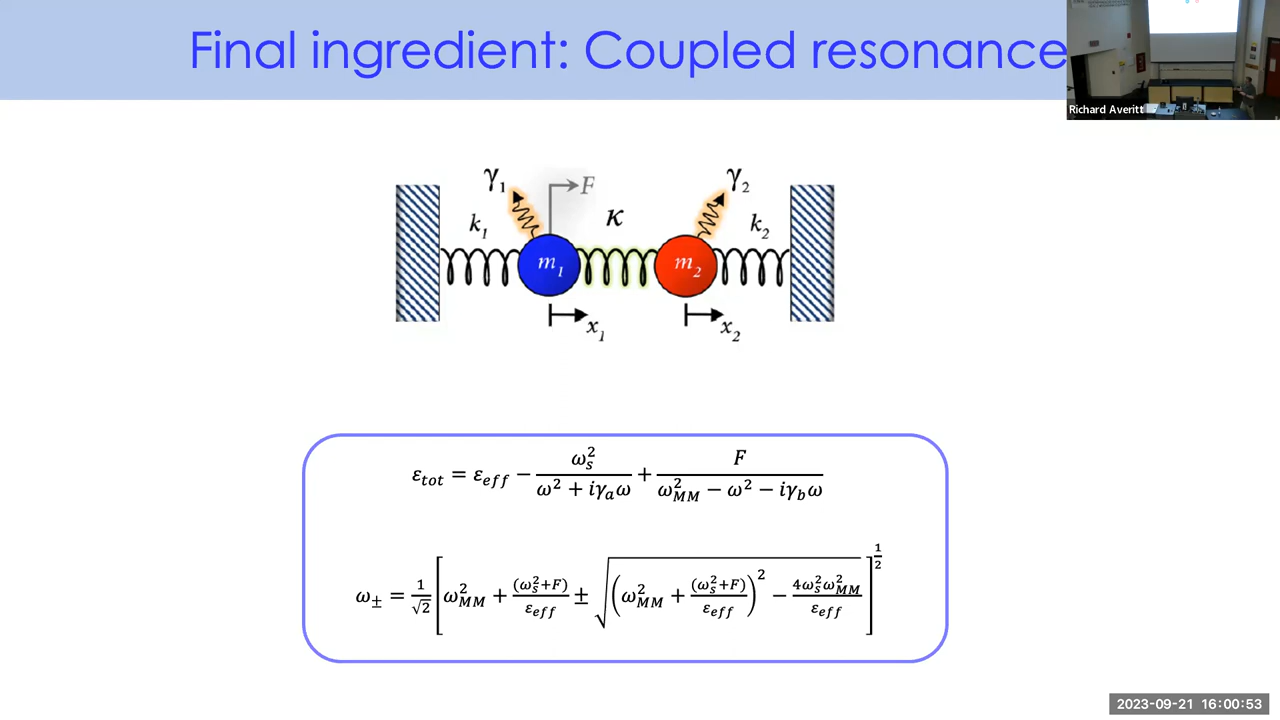 Final ingredient: Coupled resonance
Richard Averitt
γ₁ F κ γ₂
k₁ k₂
m₁ m₂
x₁ x₂
ε_tot = ε_eff − ω_s²/(ω² + iγ_aω) + F/(ω_MM² − ω² − iγ_bω)
ω_± = 1/√2 [ω_MM² + (ω_s²+F)/ε_eff ± √((ω_MM² + (ω_s²+F)/ε_eff)² − 4ω_s²ω_MM²/ε_eff)]^(1/2)
2023-09-21 16:00:53